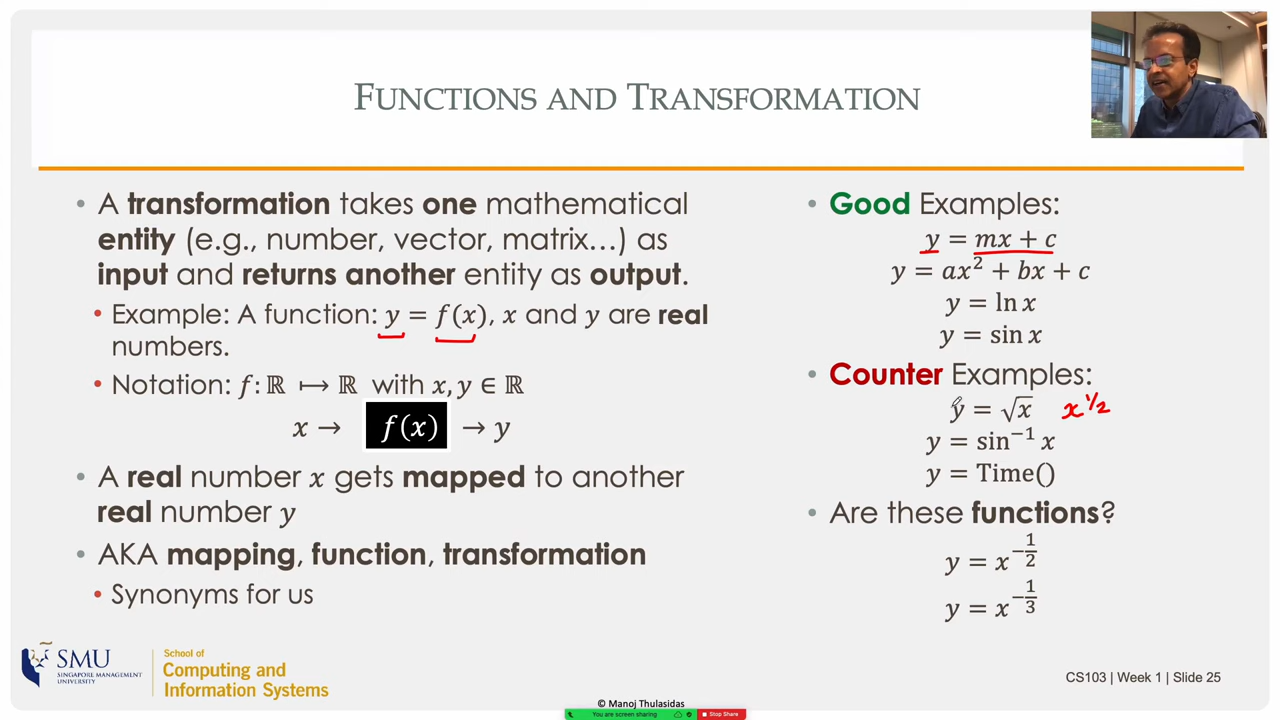 FUNCTIONS AND TRANSFORMATION
• A transformation takes one mathematical
entity (e.g., number, vector, matrix…) as
input and returns another entity as output.
• Example: A function: y = f(x), x and y are real
numbers.
• Notation: f: ℝ ↦ ℝ with x, y ∈ ℝ
x → f(x) → y
• A real number x gets mapped to another
real number y
• AKA mapping, function, transformation
• Synonyms for us
• Good Examples:
y = mx + c
y = ax² + bx + c
y = ln x
y = sin x
• Counter Examples:
y = √x x^½
y = sin⁻¹ x
y = Time()
• Are these functions?
y = x^(-1/2)
y = x^(-1/3)
SMU
SINGAPORE MANAGEMENT
UNIVERSITY
School of
Computing and
Information Systems
CS103 | Week 1 | Slide 25
© Manoj Thulasidas
You are screen sharing Stop Share